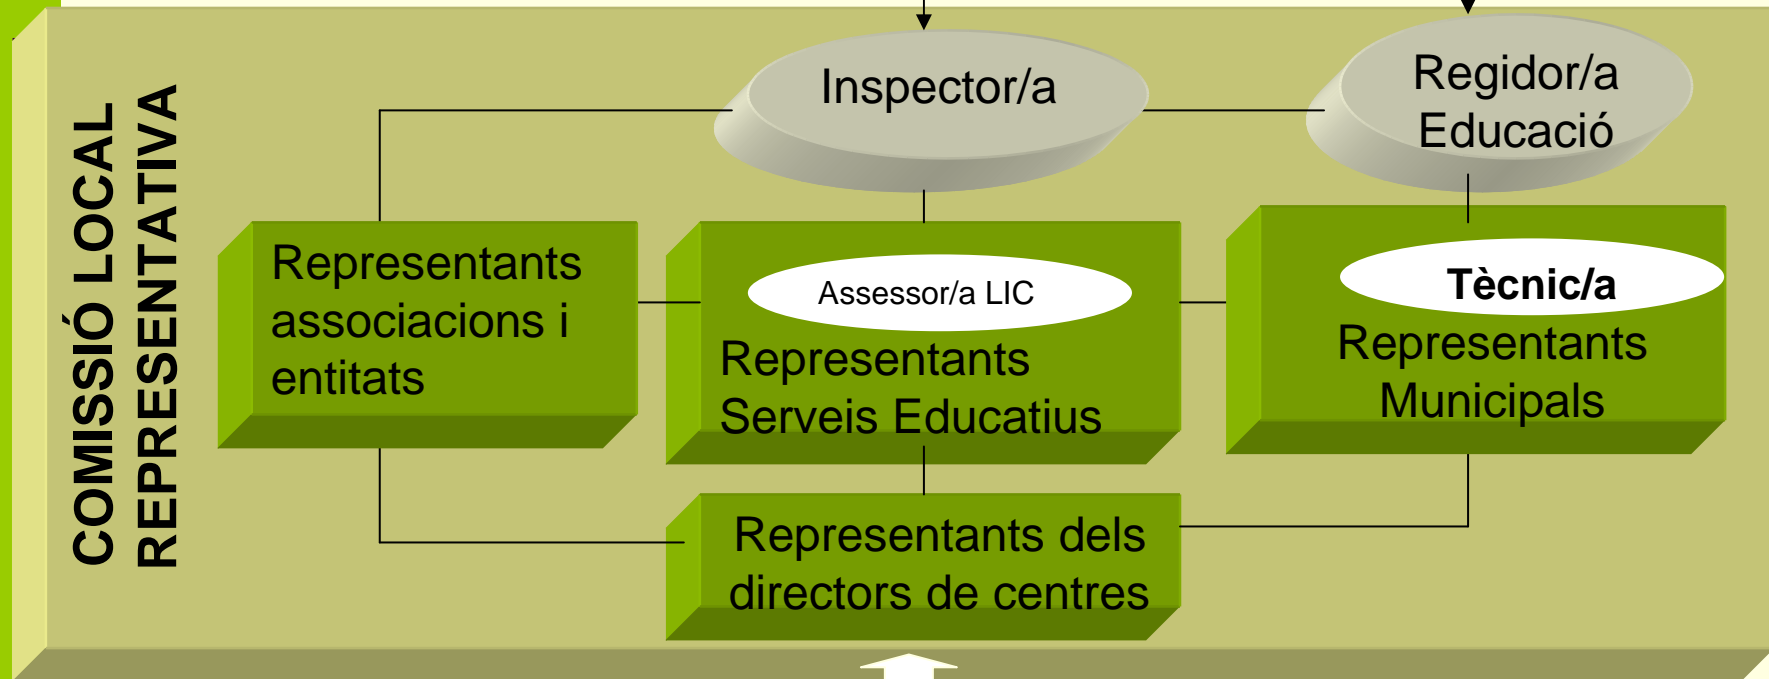 COMISSIÓ LOCAL
REPRESENTATIVA
Inspector/a
Regidor/a
Educació
Representants
associacions i
entitats
Assessor/a LIC
Representants
Serveis Educatius
Tècnic/a
Representants
Municipals
Representants dels
directors de centres